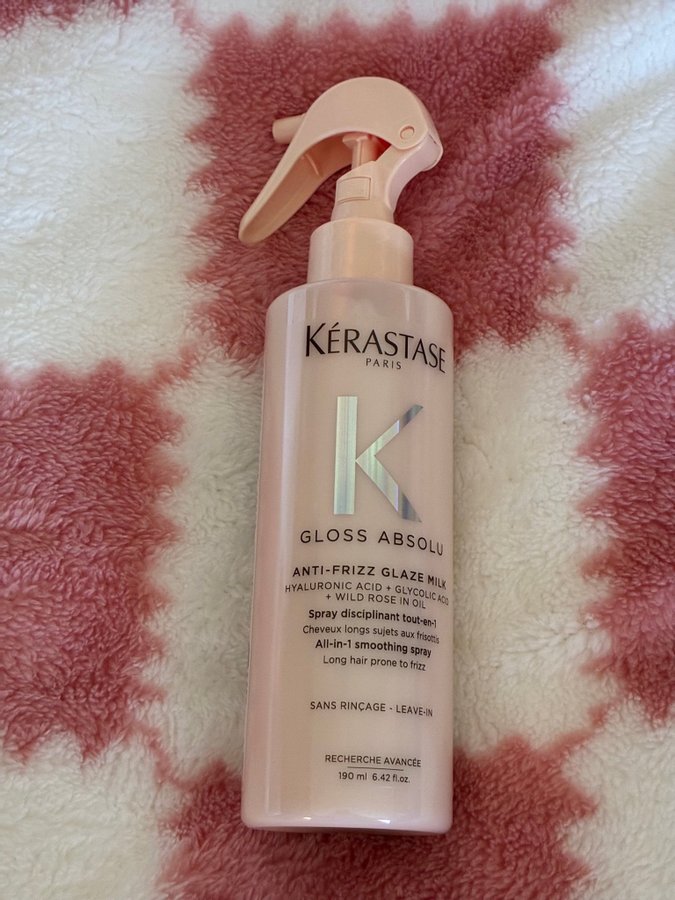 KÉRASTASE
PARIS
K
GLOSS ABSOLU
ANTI-FRIZZ GLAZE MILK
HYALURONIC ACID + GLYCOLIC ACID
+ WILD ROSE IN OIL
Spray disciplinant tout-en-1
Cheveux longs sujets aux frisottis
All-in-1 smoothing spray
Long hair prone to frizz
SANS RINÇAGE - LEAVE-IN
RECHERCHE AVANCÉE
190 ml 6.42 fl.oz.